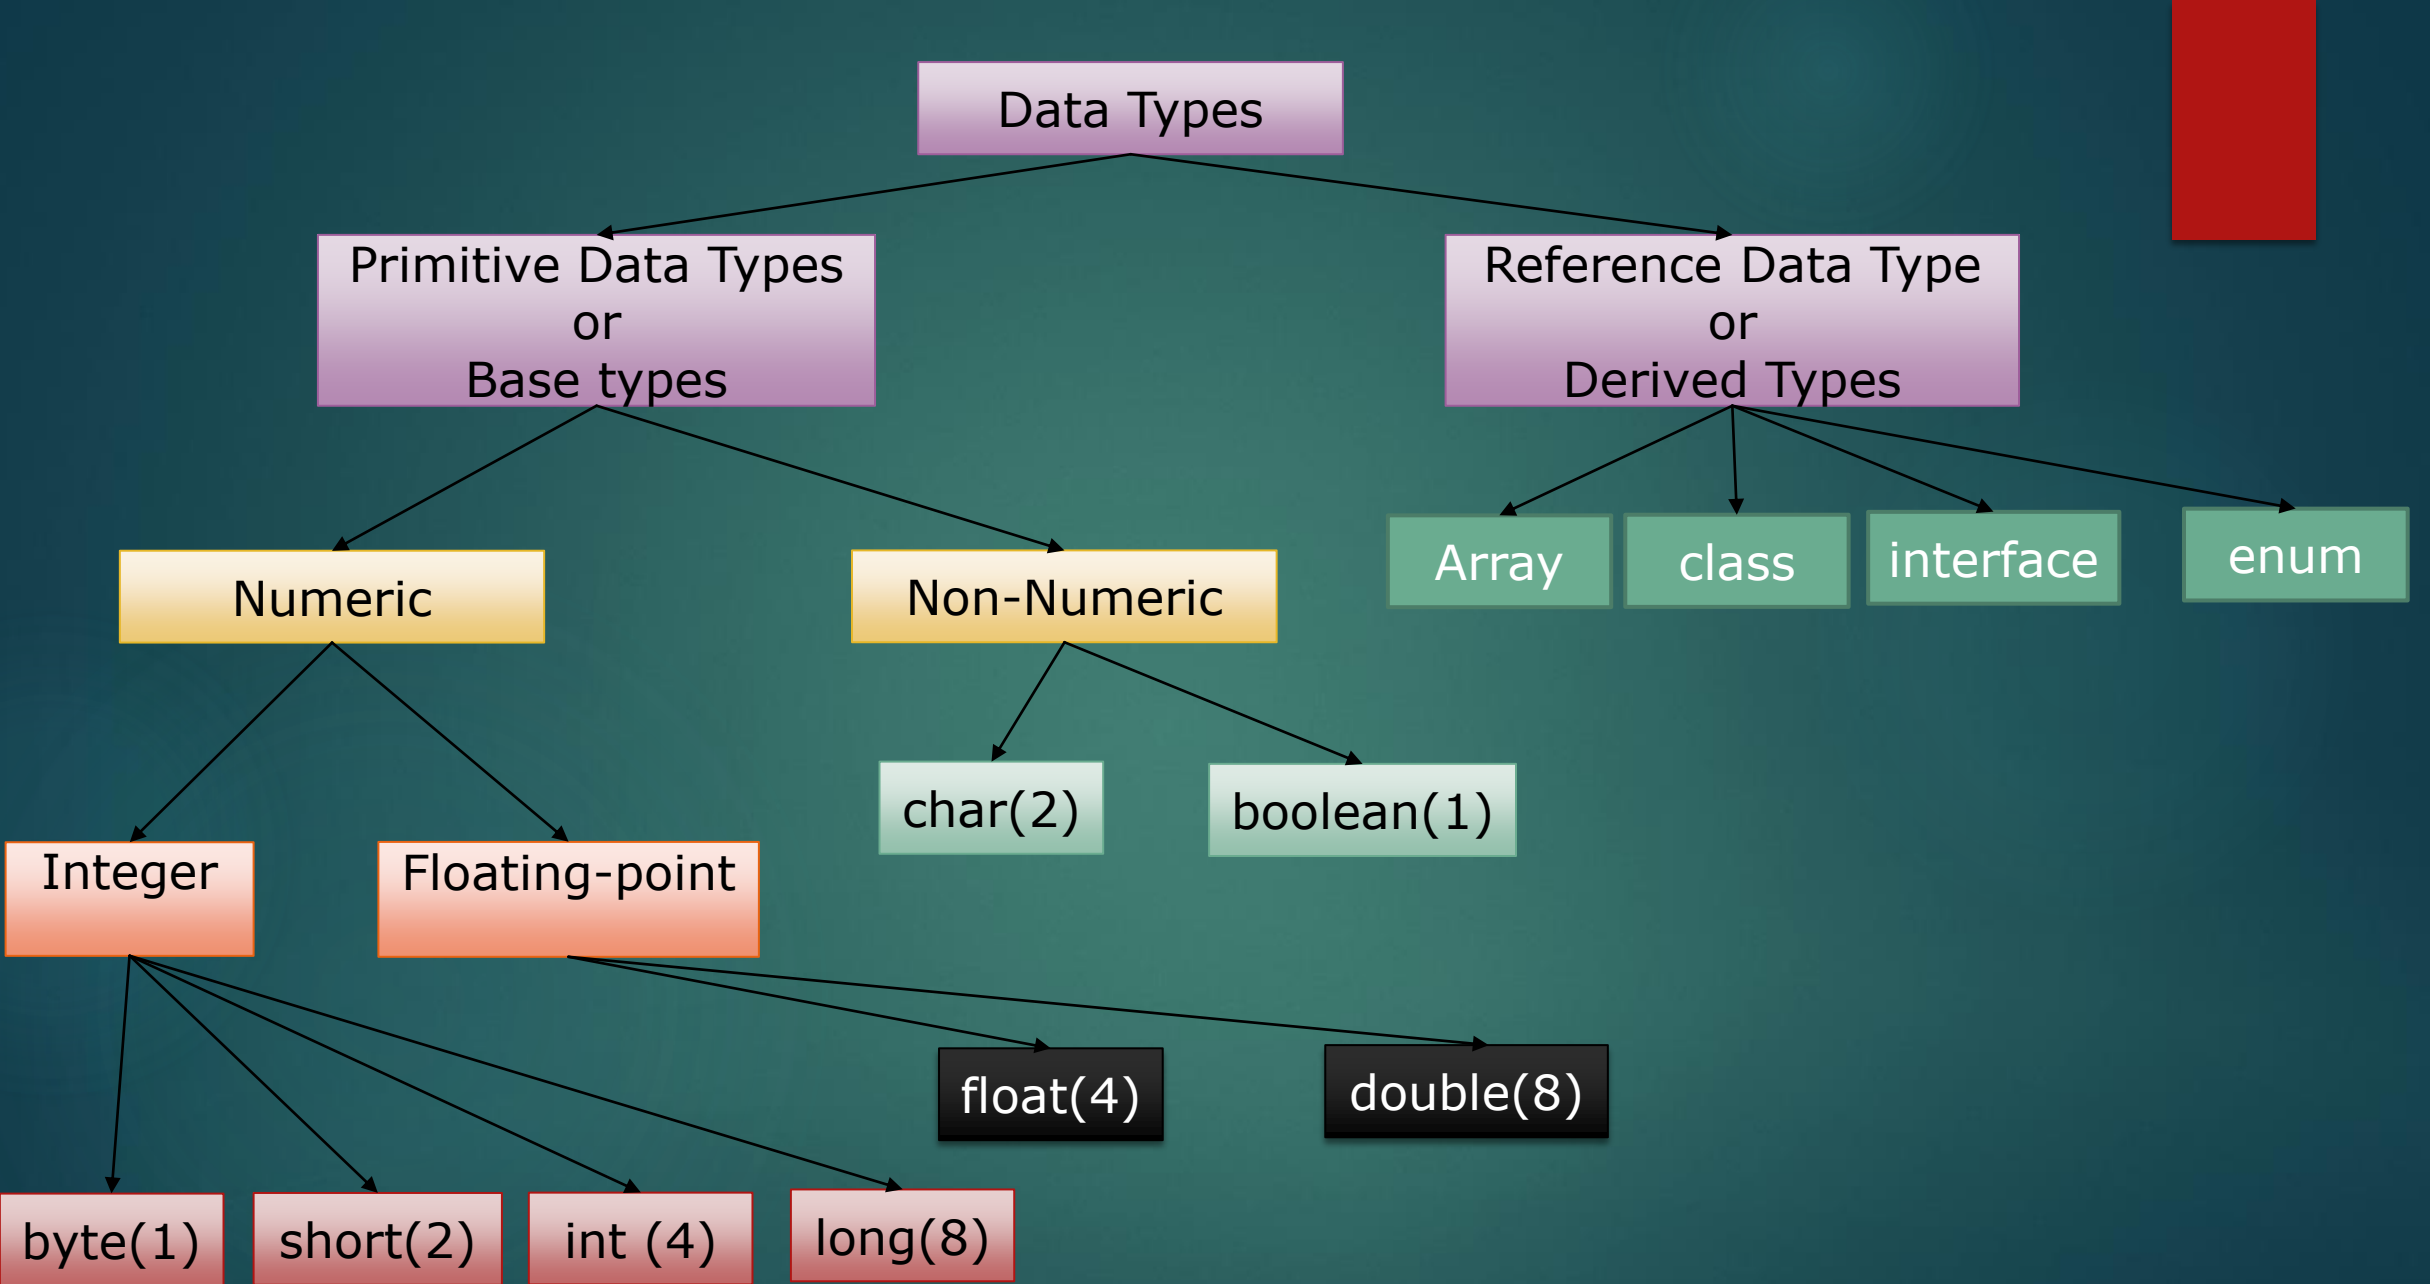 Data Types
Primitive Data Types
or
Base types
Reference Data Type
or
Derived Types
Numeric
Non-Numeric
Array
class
interface
enum
char(2)
boolean(1)
Integer
Floating-point
float(4)
double(8)
byte(1)
short(2)
int (4)
long(8)